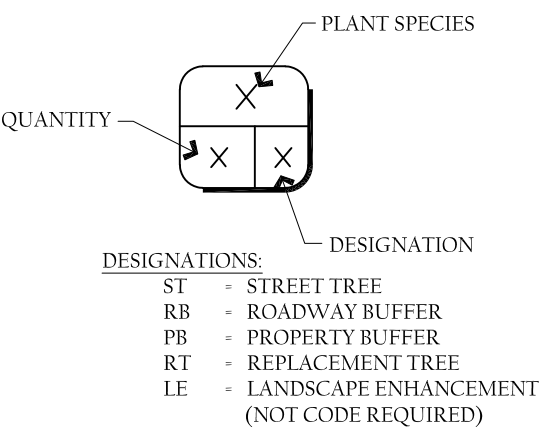 PLANT SPECIES
X
QUANTITY
X X
DESIGNATION
DESIGNATIONS:
ST = STREET TREE
RB = ROADWAY BUFFER
PB = PROPERTY BUFFER
RT = REPLACEMENT TREE
LE = LANDSCAPE ENHANCEMENT
(NOT CODE REQUIRED)